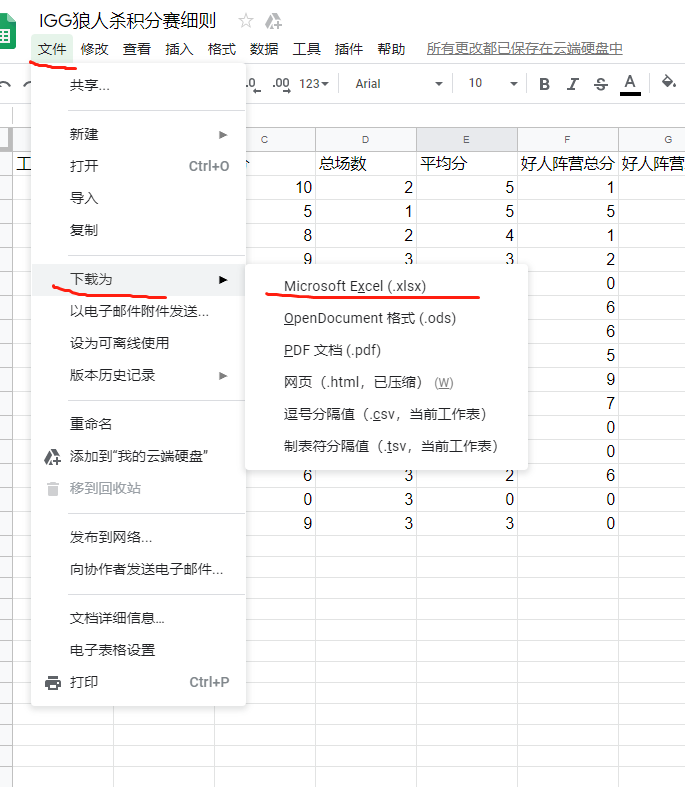 IGG狼人杀积分赛细则
文件 修改 查看 插入 格式 数据 工具 插件 帮助 所有更改都已保存在云端硬盘中
.0 .00 123 Arial 10 B I S A
共享...
新建
打开 Ctrl+O
导入
复制
下载为
以电子邮件附件发送...
设为可离线使用
版本历史记录
重命名
添加到“我的云端硬盘”
移到回收站
发布到网络...
向协作者发送电子邮件...
文档详细信息...
电子表格设置
打印 Ctrl+P
Microsoft Excel (.xlsx)
OpenDocument 格式 (.ods)
PDF 文档 (.pdf)
网页（.html，已压缩） (W)
逗号分隔值（.csv，当前工作表）
制表符分隔值（.tsv，当前工作表）
C D E F G
工 总场数 平均分 好人阵营总分 好人阵营
10 2 5 1
5 1 5 5
8 2 4 1
9 3 3 2
0
6
6
5
9
7
0
0
6 3 2 6
0 3 0 0
9 3 3 0